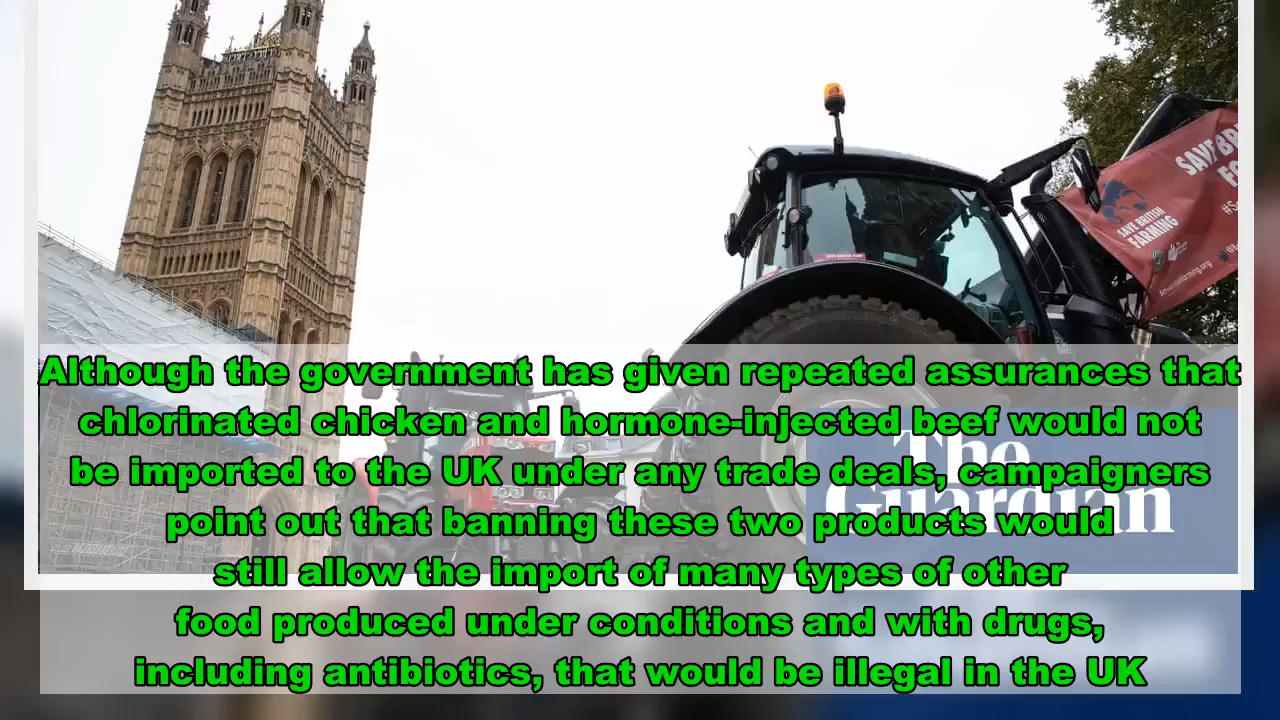 SAVE BR
FO
#S
SAVE BRITISH
FARMING
Although the government has given repeated assurances that
chlorinated chicken and hormone-injected beef would not
be imported to the UK under any trade deals, campaigners
point out that banning these two products would
still allow the import of many types of other
food produced under conditions and with drugs,
including antibiotics, that would be illegal in the UK
The
Guardian